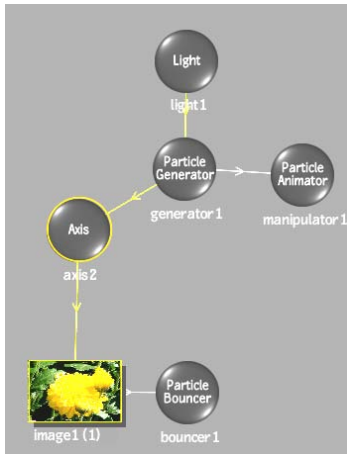 Light
light1
Particle
Generator
generator1
Particle
Animator
manipulator1
Axis
axis2
image1 (1)
Particle
Bouncer
bouncer1